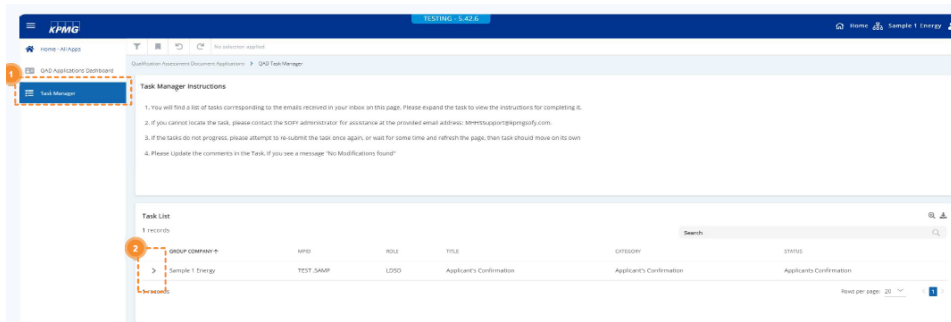 TESTING - 5.42.6
KPMG
Home Sample 1 Energy
Home - All Apps
No selection applied
Qualification Assessment Document Applications > QAD Task Manager
QAD Applications Dashboard
1
Task Manager
Task Manager Instructions
1. You will find a list of tasks corresponding to the emails received in your inbox on this page. Please expand the task to view the instructions for completing it.
2. If you cannot locate the task, please contact the SOFY administrator for assistance at the provided email address: MHHSSupport@kpmgsofy.com.
3. If the tasks do not progress, please attempt to re-submit the task once again, or wait for some time and refresh the page, then task should move on its own
4. Please Update the comments in the Task, if you see a message "No Modifications found"
Task List
1 records
Search
2
GROUP COMPANY MPID ROLE TITLE CATEGORY STATUS
Sample 1 Energy TEST_SAMP LDSO Applicant's Confirmation Applicant's Confirmation Applicants Confirmation
1 records
Rows per page: 20 1